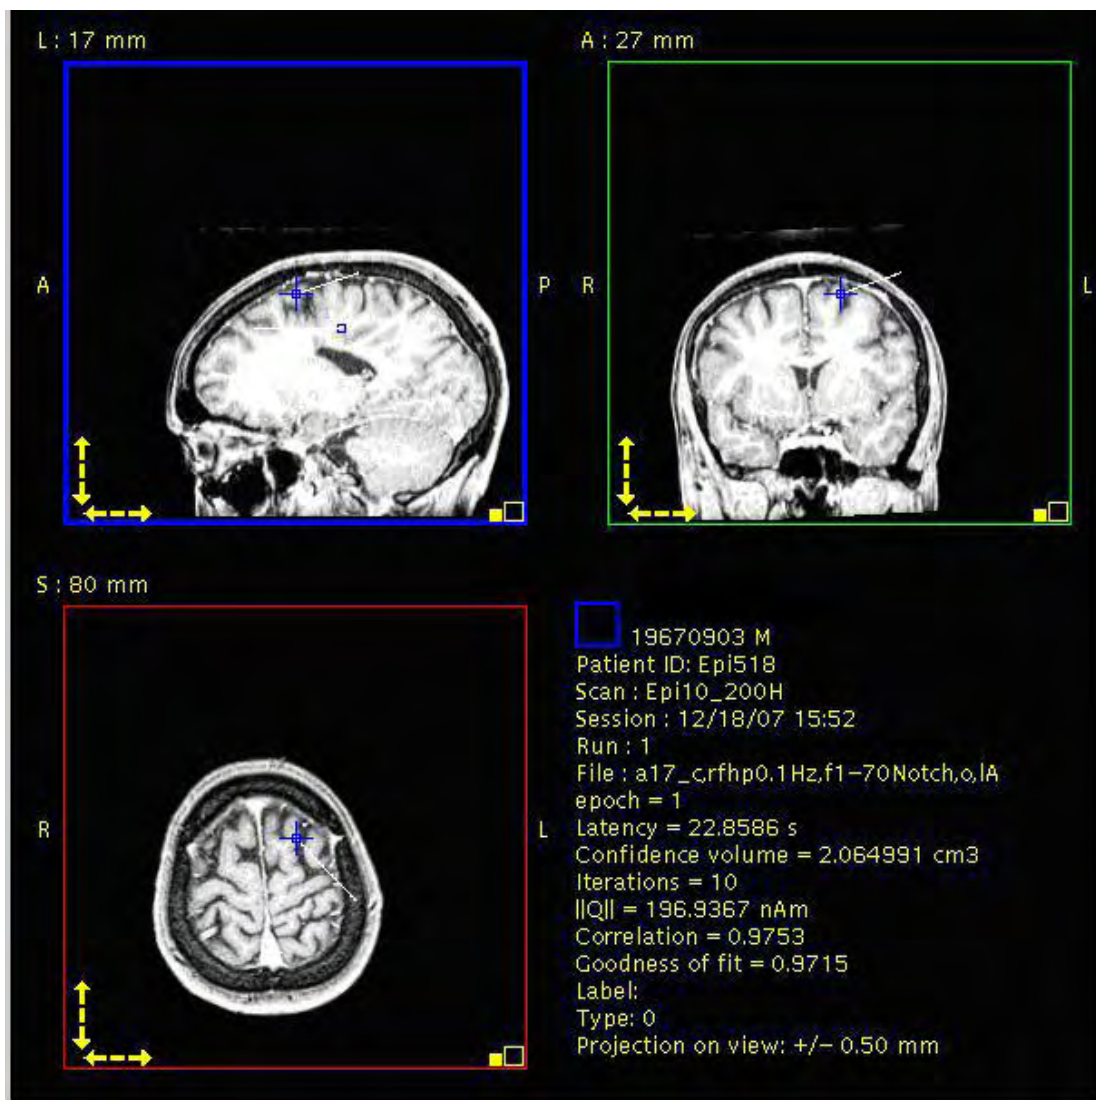 L : 17 mm
A : 27 mm
A
P
R
L
S : 80 mm
R
L
19670903 M
Patient ID: Epi518
Scan : Epi10_200H
Session : 12/18/07 15:52
Run : 1
File : a17_c,rfhp0.1Hz,f1-70Notch,o,lA
epoch = 1
Latency = 22.8586 s
Confidence volume = 2.064991 cm3
Iterations = 10
||Q|| = 196.9367 nAm
Correlation = 0.9753
Goodness of fit = 0.9715
Label:
Type: 0
Projection on view: +/- 0.50 mm